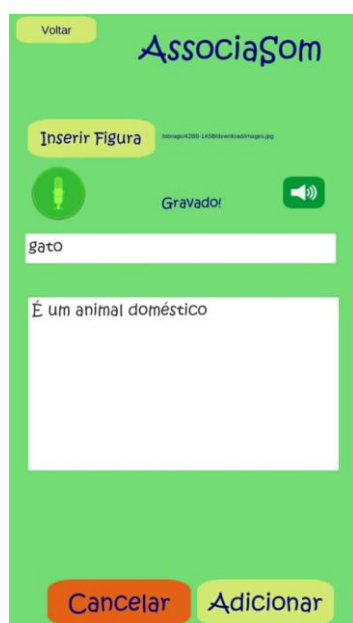 Voltar
AssociaSom
Inserir Figura
Gravado!
gato
É um animal doméstico
Cancelar
Adicionar